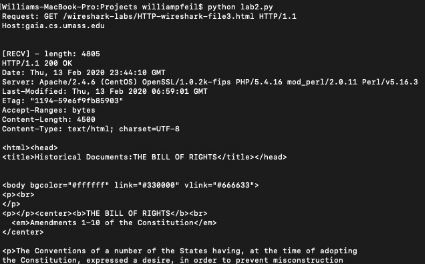 Williams-MacBook-Pro:Projects williampfeil$ python lab2.py
Request: GET /wireshark-labs/HTTP-wireshark-file3.html HTTP/1.1
Host:gaia.cs.umass.edu
[RECV] - length: 4805
HTTP/1.1 200 OK
Date: Thu, 13 Feb 2020 23:44:10 GMT
Server: Apache/2.4.6 (CentOS) OpenSSL/1.0.2k-fips PHP/5.4.16 mod_perl/2.0.11 Perl/v5.16.3
Last-Modified: Thu, 13 Feb 2020 06:59:01 GMT
ETag: "1194-59e6f9fb85903"
Accept-Ranges: bytes
Content-Length: 4500
Content-Type: text/html; charset=UTF-8
<html><head>
<title>Historical Documents:THE BILL OF RIGHTS</title></head>
<body bgcolor="#ffffff" link="#330000" vlink="#666633">
<p><br>
</p>
<p></p><center><b>THE BILL OF RIGHTS</b><br>
<em>Amendments 1-10 of the Constitution</em>
</center>
<p>The Conventions of a number of the States having, at the time of adopting
the Constitution, expressed a desire, in order to prevent misconstruction